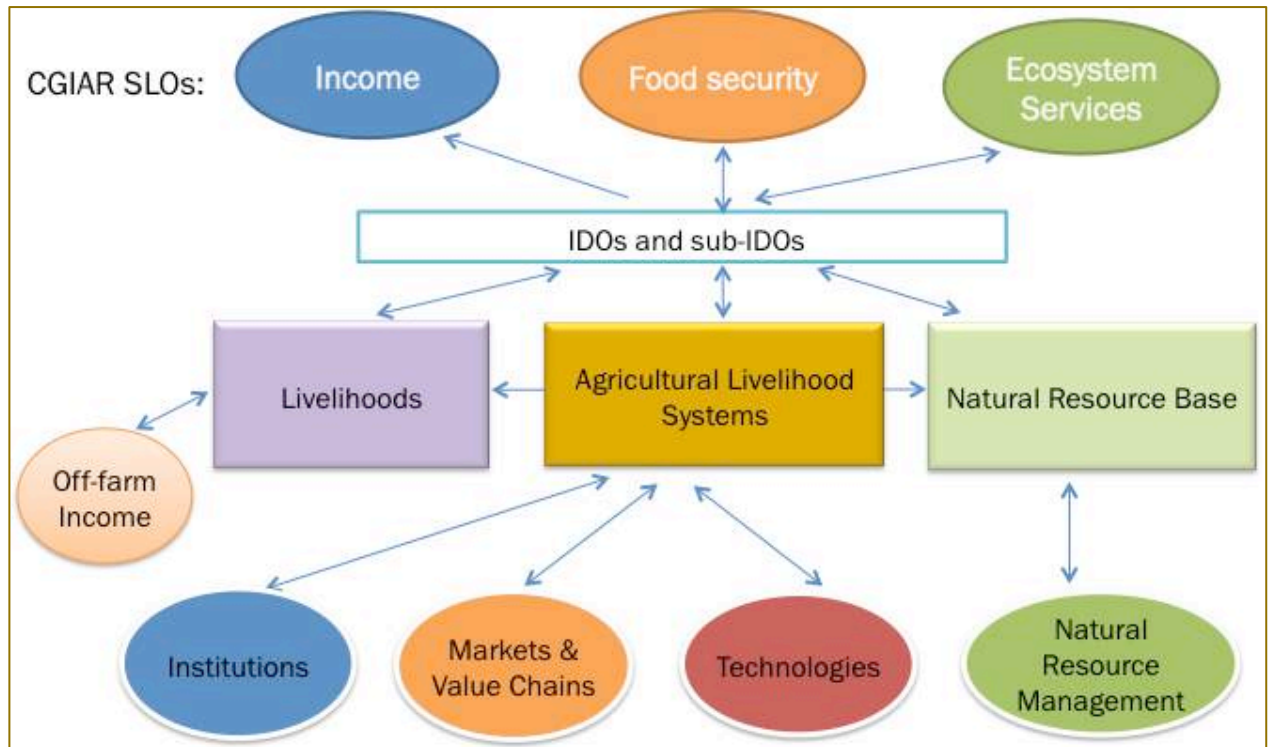 CGIAR SLOs:
Income
Food security
Ecosystem
Services
IDOs and sub-IDOs
Livelihoods
Agricultural Livelihood
Systems
Natural Resource Base
Off-farm
Income
Institutions
Markets &
Value Chains
Technologies
Natural
Resource
Management